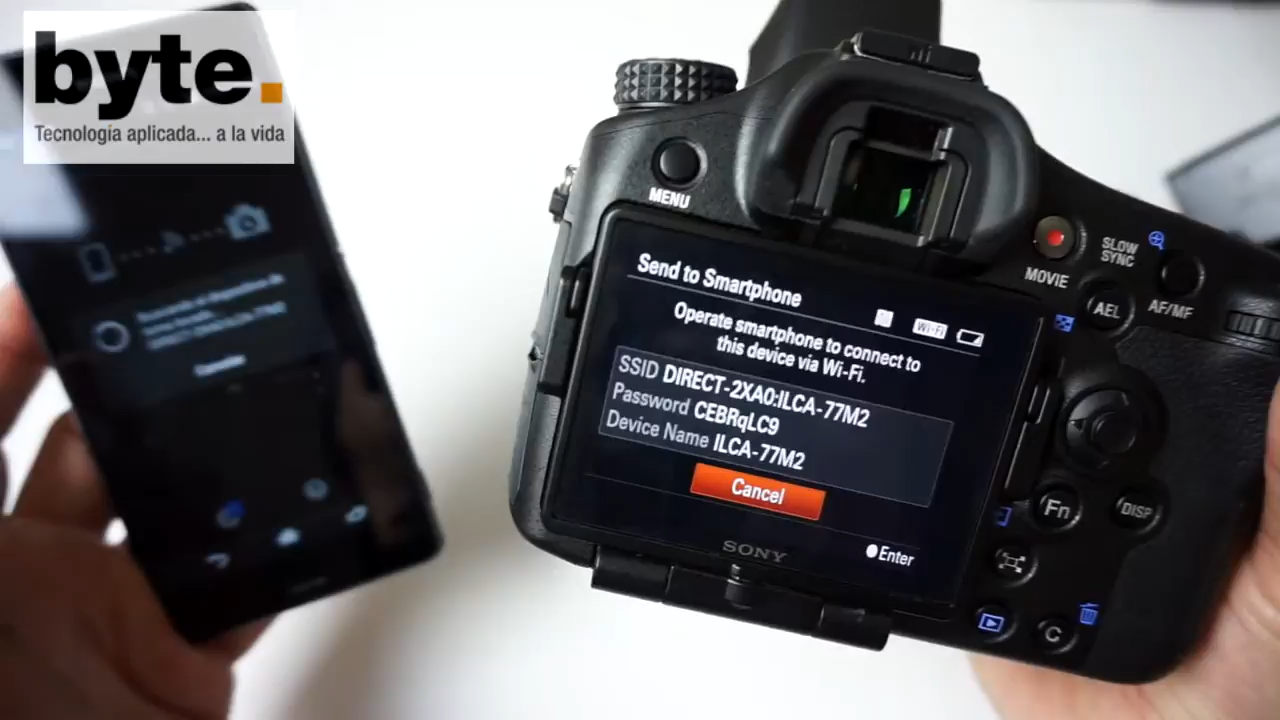 byte.
Tecnología aplicada... a la vida
MENU
MOVIE
SLOW
SYNC
AEL
AF/MF
Send to Smartphone
Wi-Fi
Operate smartphone to connect to
this device via Wi-Fi.
SSID DIRECT-2XA0:ILCA-77M2
Password CEBRqLC9
Device Name ILCA-77M2
Cancel
SONY
Enter
Fn
DISP
C